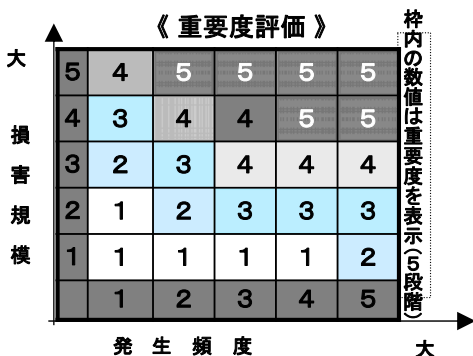 《 重要度評価 》
大
損害規模
5 4 5 5 5 5
4 3 4 4 5 5
3 2 3 4 4 4
2 1 2 3 3 3
1 1 1 1 1 2
1 2 3 4 5
発生頻度
大
枠内の数値は重要度を表示(5段階)